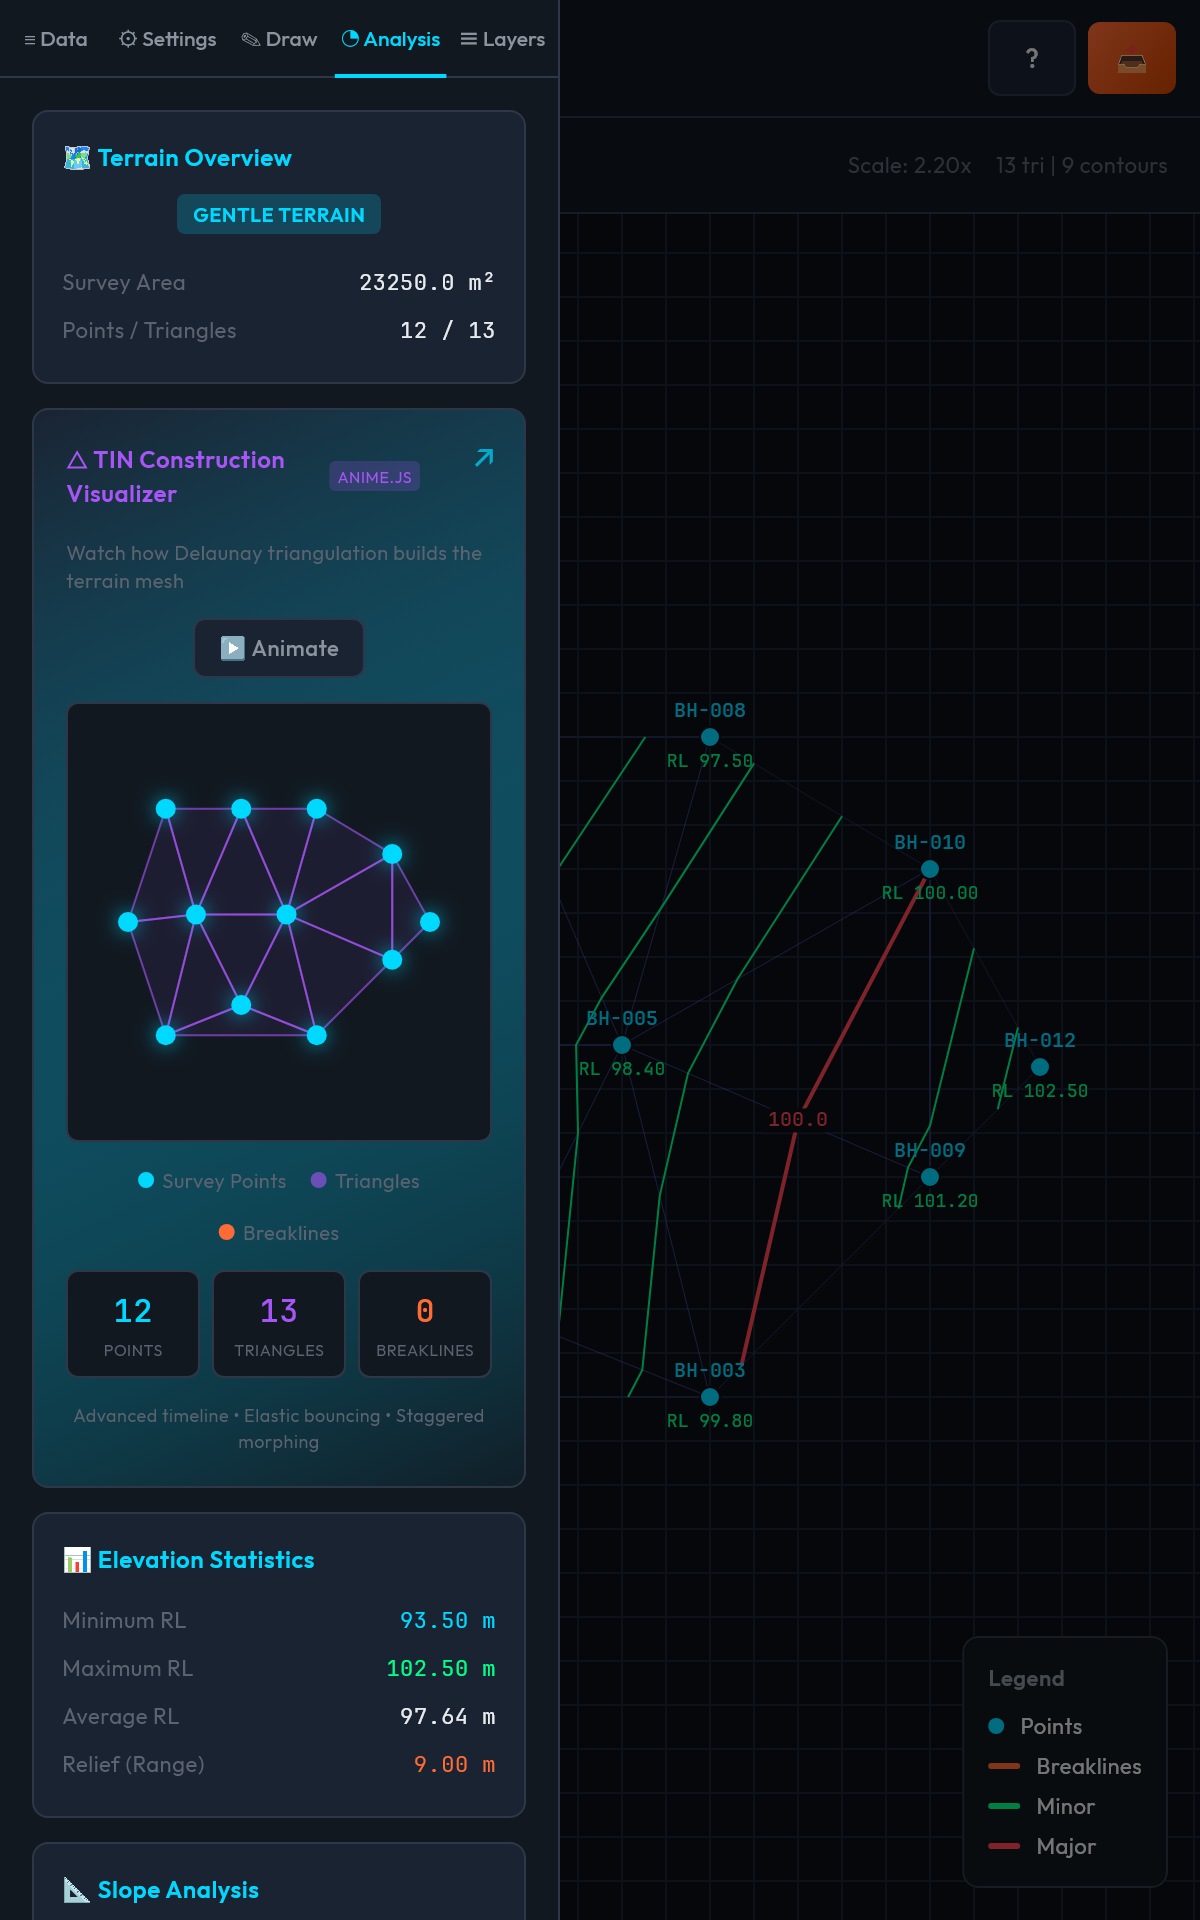 Data
Settings
Draw
Analysis
Layers
?
Scale: 2.20x
13 tri | 9 contours
Terrain Overview
GENTLE TERRAIN
Survey Area 23250.0 m²
Points / Triangles 12 / 13
TIN Construction
Visualizer
ANIME.JS
Watch how Delaunay triangulation builds the
terrain mesh
Animate
Survey Points
Triangles
Breaklines
12
POINTS
13
TRIANGLES
0
BREAKLINES
Advanced timeline • Elastic bouncing • Staggered
morphing
Elevation Statistics
Minimum RL 93.50 m
Maximum RL 102.50 m
Average RL 97.64 m
Relief (Range) 9.00 m
Slope Analysis
BH-008
RL 97.50
BH-010
RL 100.00
BH-005
RL 98.40
BH-012
RL 102.50
100.0
BH-009
RL 101.20
BH-003
RL 99.80
Legend
Points
Breaklines
Minor
Major